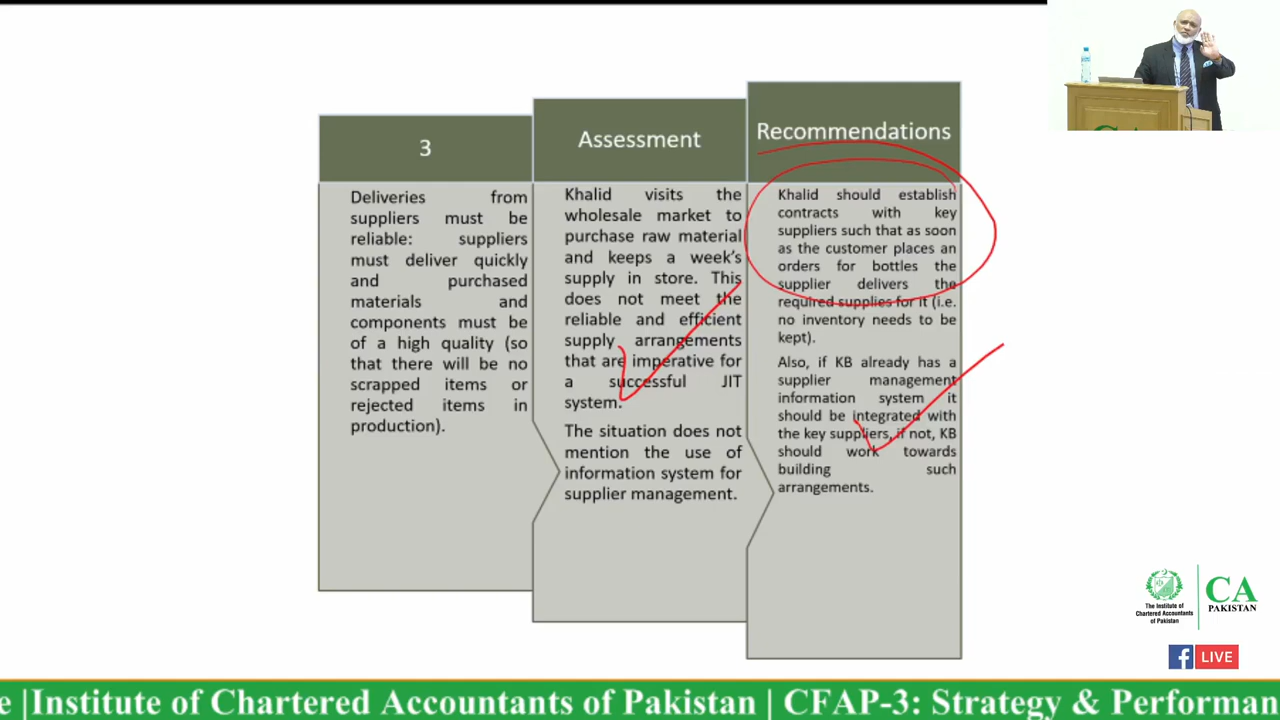 3
Deliveries from
suppliers must be
reliable: suppliers
must deliver quickly
and purchased
materials and
components must be
of a high quality (so
that there will be no
scrapped items or
rejected items in
production).
Assessment
Khalid visits the
wholesale market to
purchase raw material
and keeps a week's
supply in store. This
does not meet the
reliable and efficient
supply arrangements
that are imperative for
a successful JIT
system.
The situation does not
mention the use of
information system for
supplier management.
Recommendations
Khalid should establish
contracts with key
suppliers such that as soon
as the customer places an
orders for bottles the
supplier delivers the
required supplies for it (i.e.
no inventory needs to be
kept).
Also, if KB already has a
supplier management
information system it
should be integrated with
the key suppliers, if not, KB
should work towards
building such
arrangements.
The Institute of
Chartered Accountants
of Pakistan
CA
PAKISTAN
f LIVE
e |Institute of Chartered Accountants of Pakistan | CFAP-3: Strategy & Performan